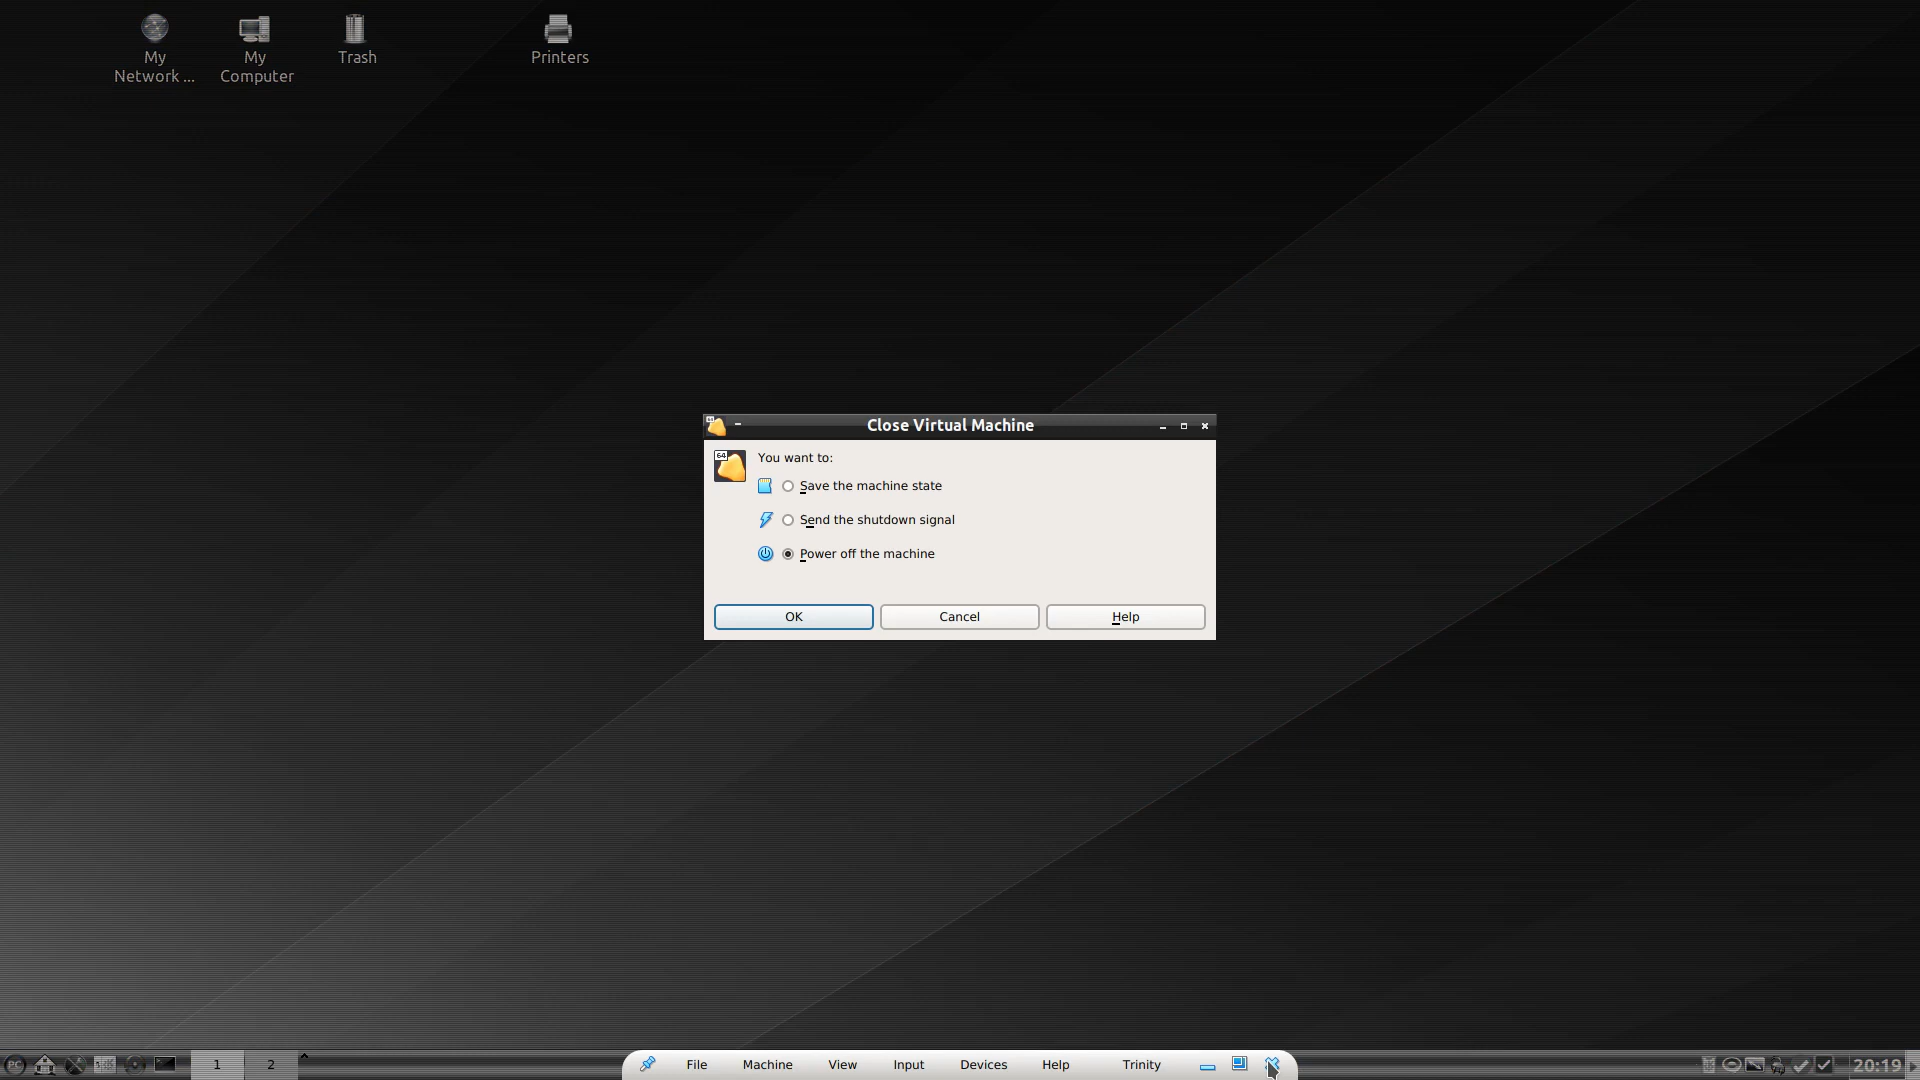 My
Network ...
My
Computer
Trash
Printers
Close Virtual Machine
64
You want to:
Save the machine state
Send the shutdown signal
Power off the machine
OK
Cancel
Help
PC
1
2
File
Machine
View
Input
Devices
Help
Trinity
20:19